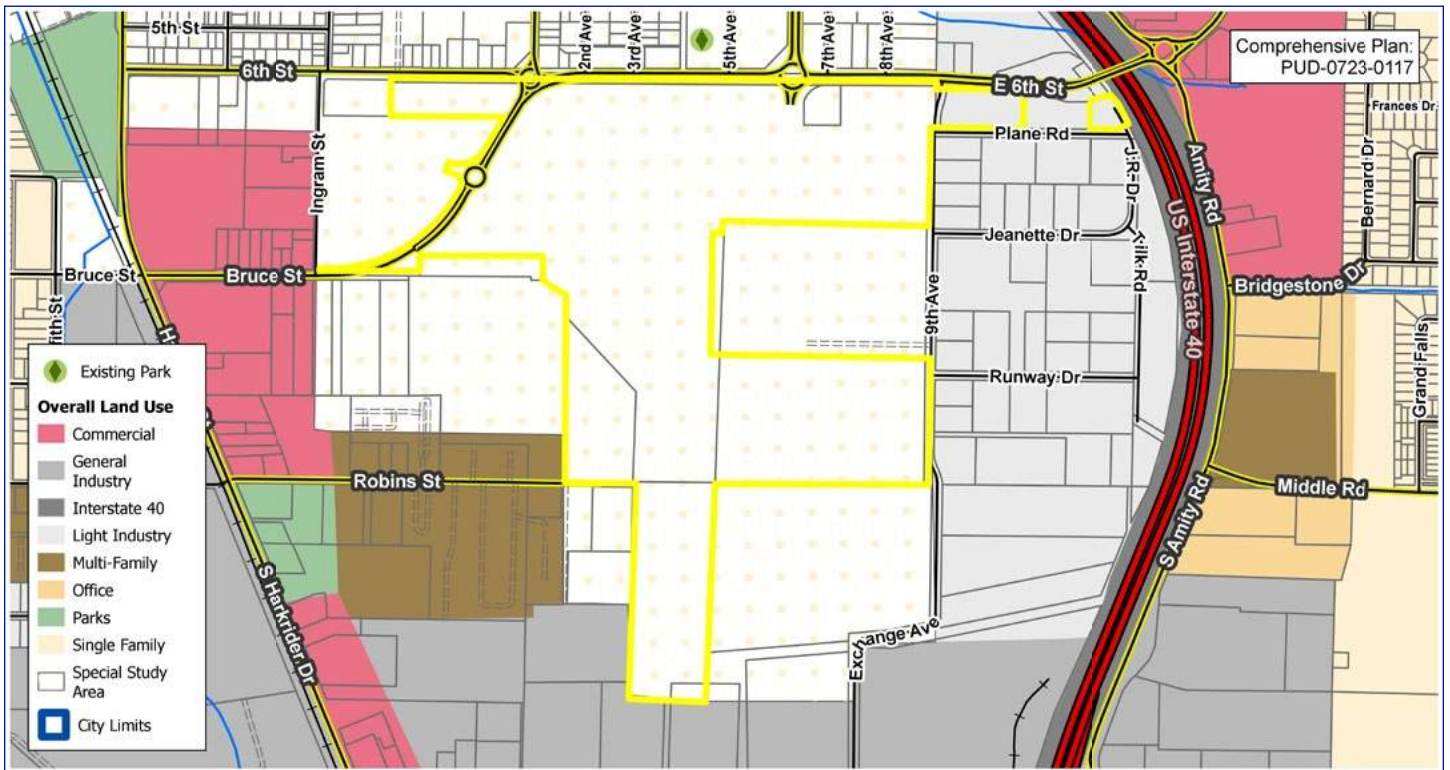 5th St
6th St
2nd Ave
3rd Ave
5th Ave
7th Ave
8th Ave
E 6th St
Comprehensive Plan:
PUD-0723-0117
Frances Dr
Plane Rd
Ingram St
J.R. Dr
Amity Rd
Bernard Dr
US Interstate 40
Jeanette Dr
Tilk Rd
Bruce St
Bruce St
9th Ave
Bridgestone Dr
Runway Dr
Grand Falls
Robins St
Middle Rd
S Amity Rd
S Harkrider Dr
Exchange Ave
Existing Park
Overall Land Use
Commercial
General
Industry
Interstate 40
Light Industry
Multi-Family
Office
Parks
Single Family
Special Study
Area
City Limits